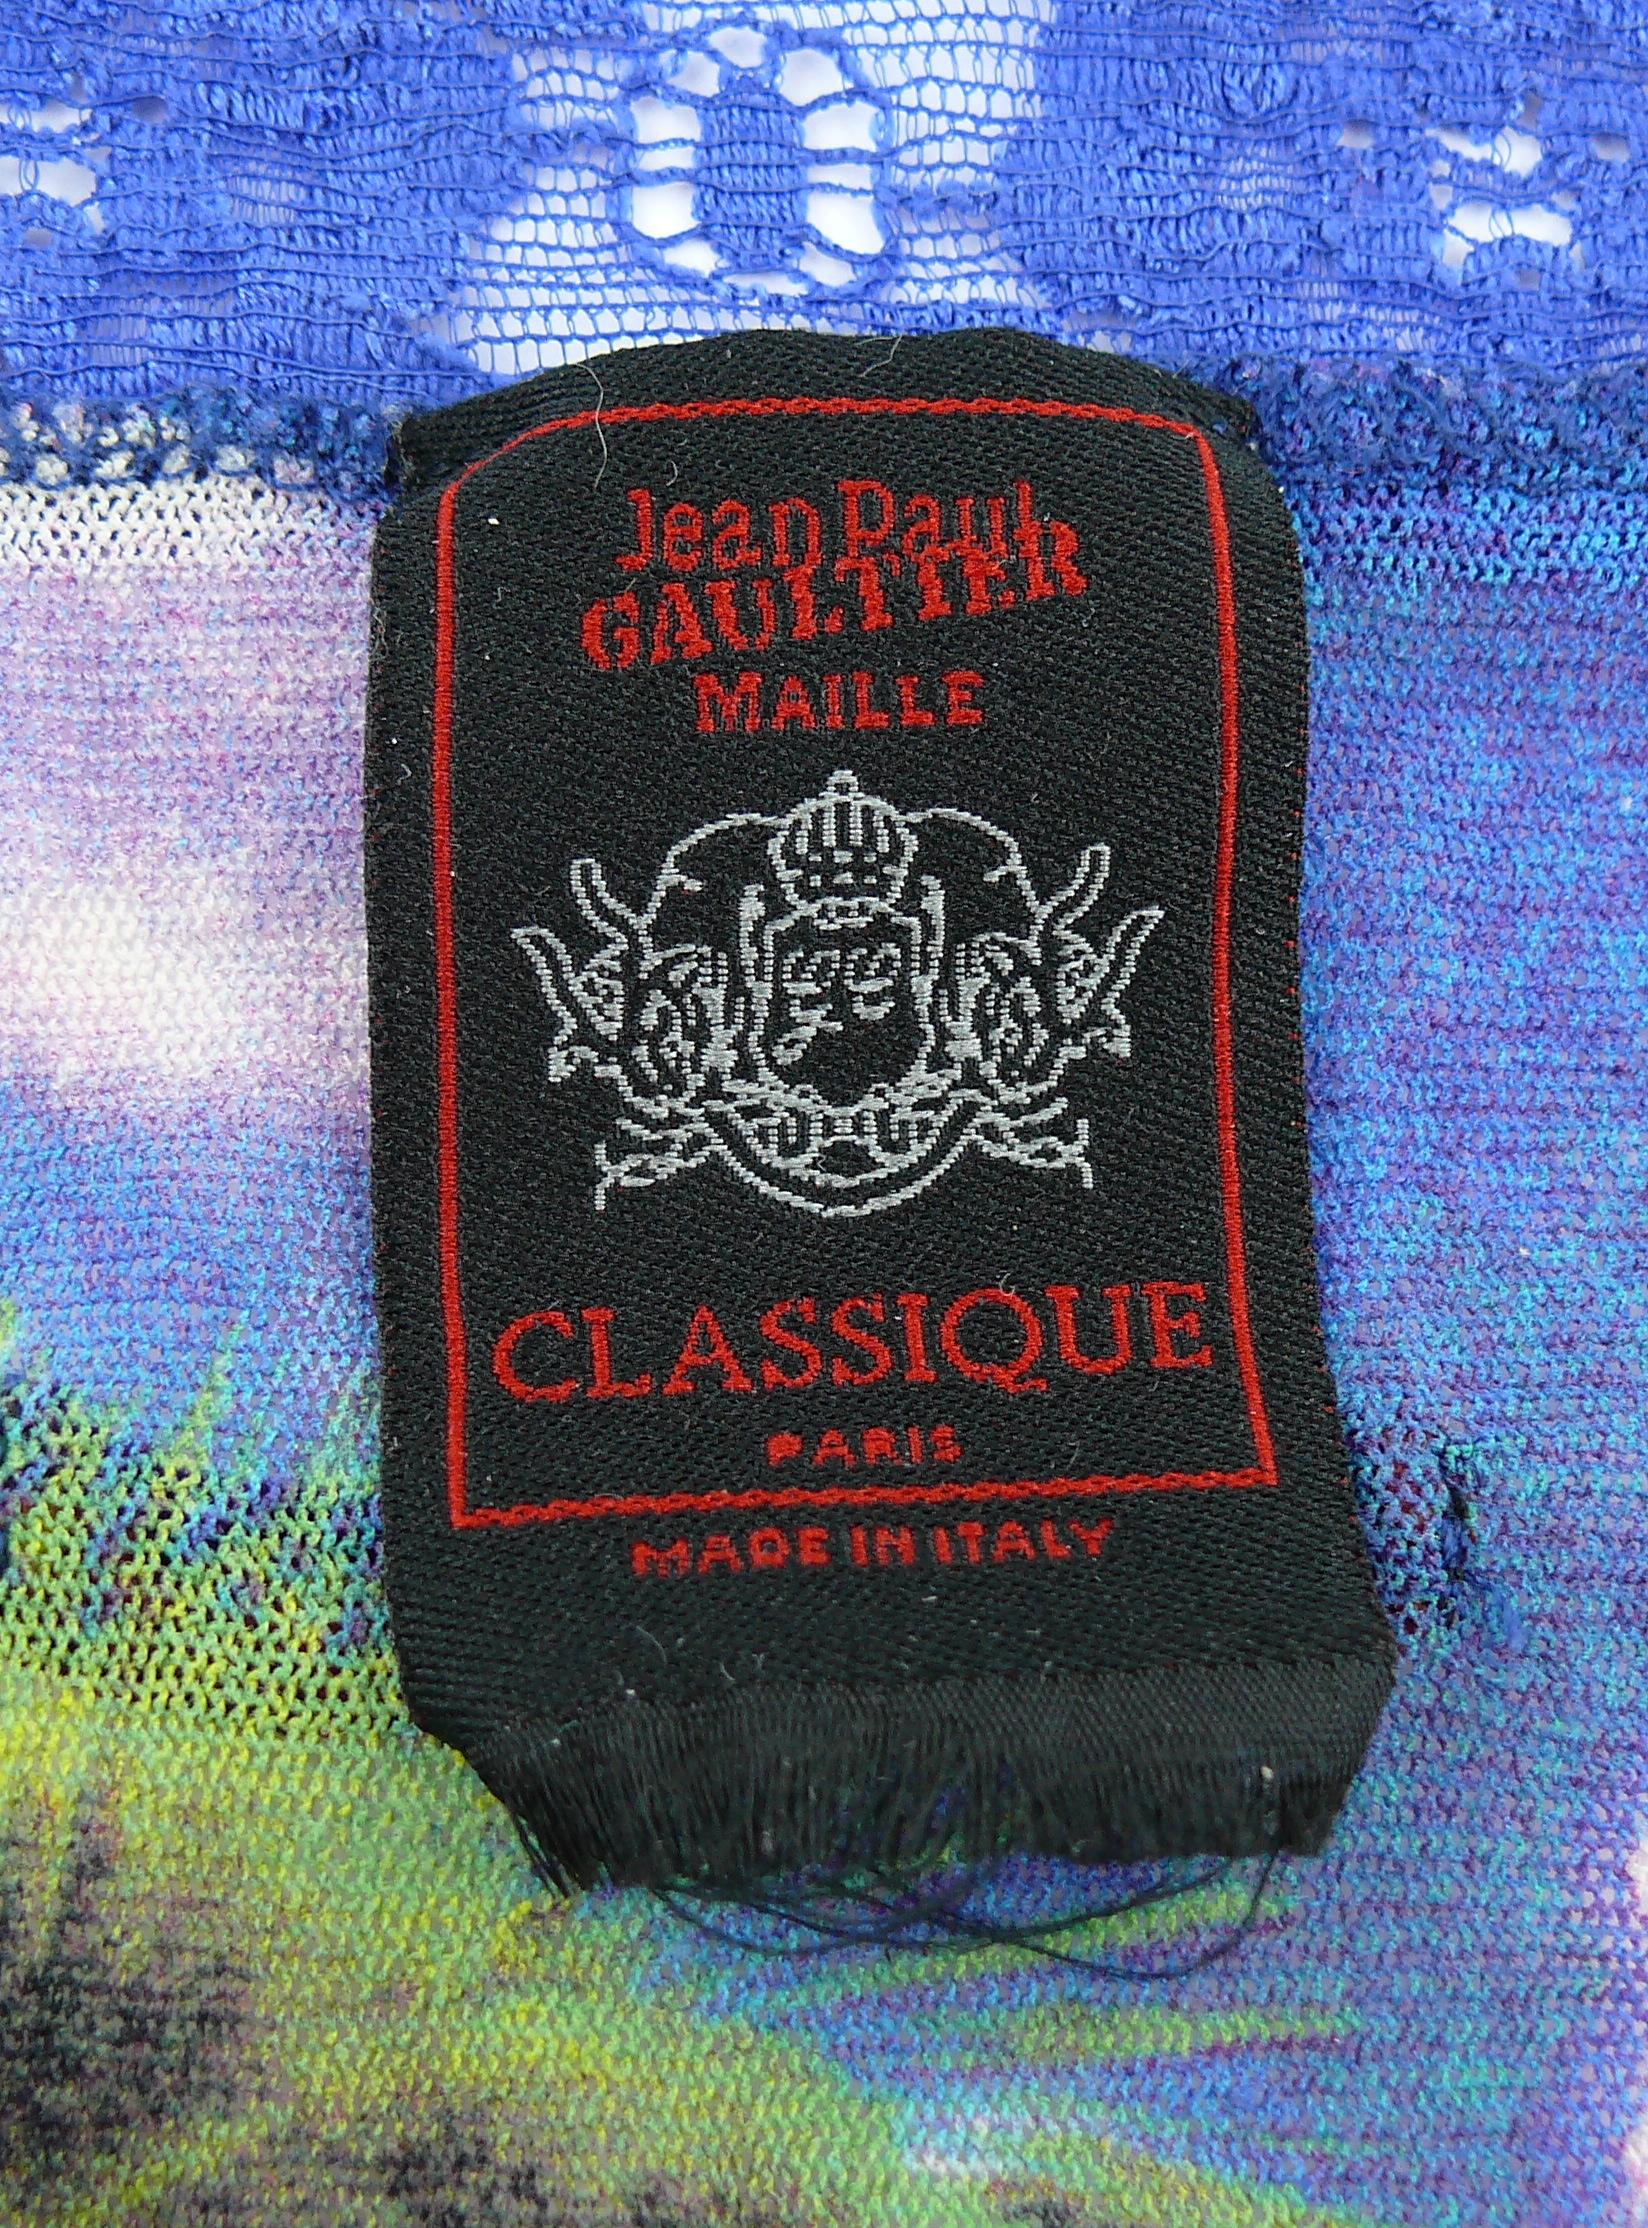 Jean Paul
GAULTIER
MAILLE
CLASSIQUE
PARIS
MADE IN ITALY